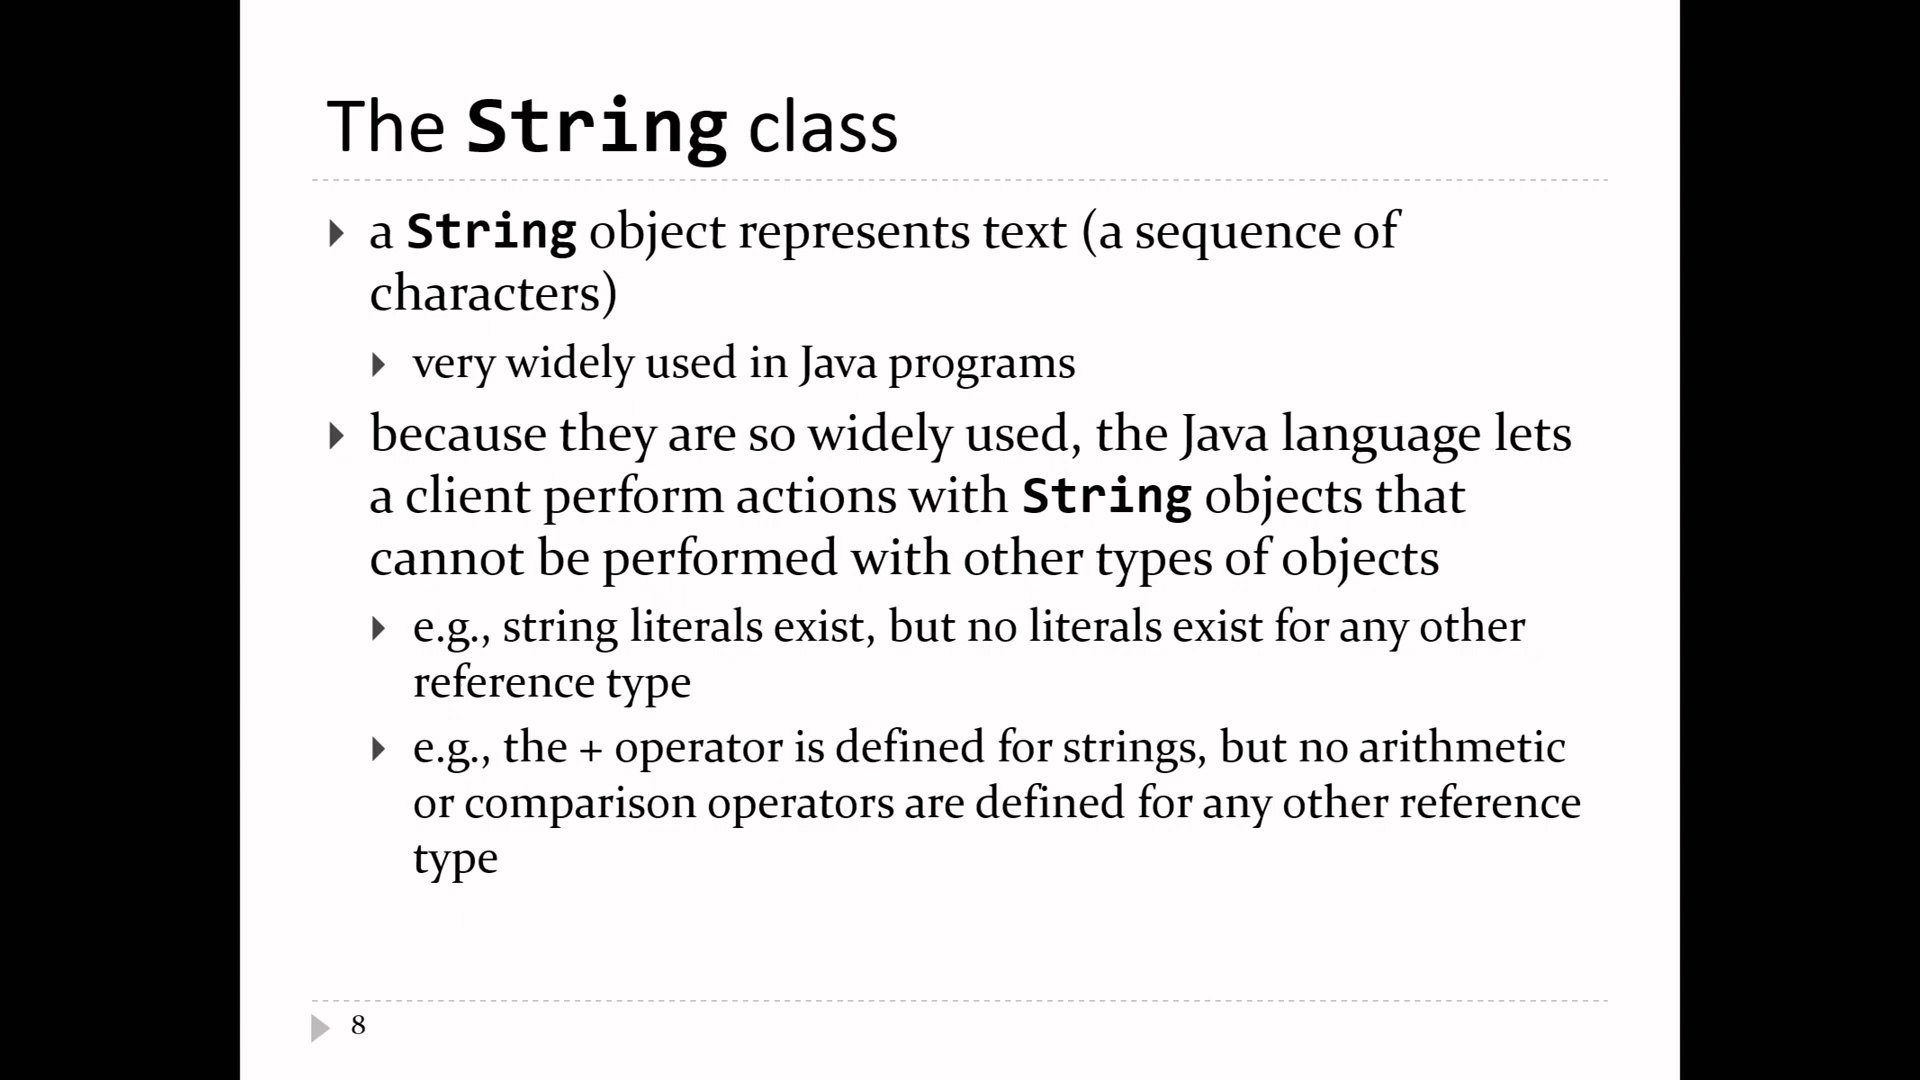 The String class
a String object represents text (a sequence of
characters)
very widely used in Java programs
because they are so widely used, the Java language lets
a client perform actions with String objects that
cannot be performed with other types of objects
e.g., string literals exist, but no literals exist for any other
reference type
e.g., the + operator is defined for strings, but no arithmetic
or comparison operators are defined for any other reference
type
8